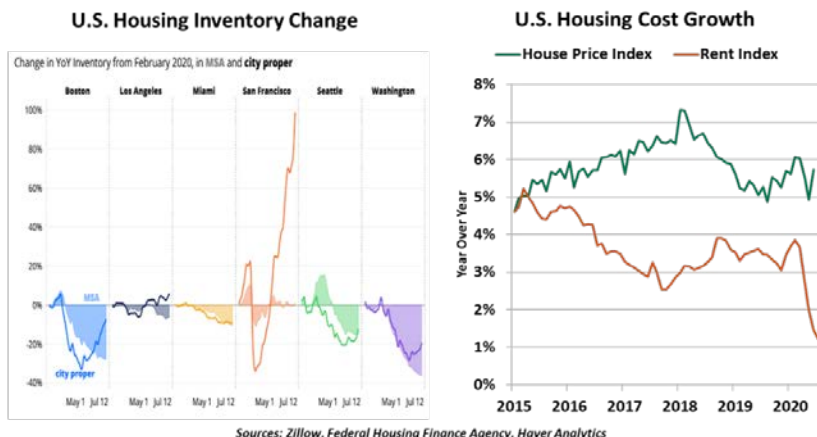 U.S. Housing Inventory Change
Change in YoY Inventory from February 2020, in MSA and city proper
Boston Los Angeles Miami San Francisco Seattle Washington
100%
80%
60%
40%
20%
0%
-20%
-40%
MSA
city proper
May 1 Jul 12 May 1 Jul 12 May 1 Jul 12 May 1 Jul 12 May 1 Jul 12 May 1 Jul 12
U.S. Housing Cost Growth
House Price Index Rent Index
8%
7%
6%
5%
4%
3%
2%
1%
0%
Year Over Year
2015 2016 2017 2018 2019 2020
Sources: Zillow, Federal Housing Finance Agency, Haver Analytics